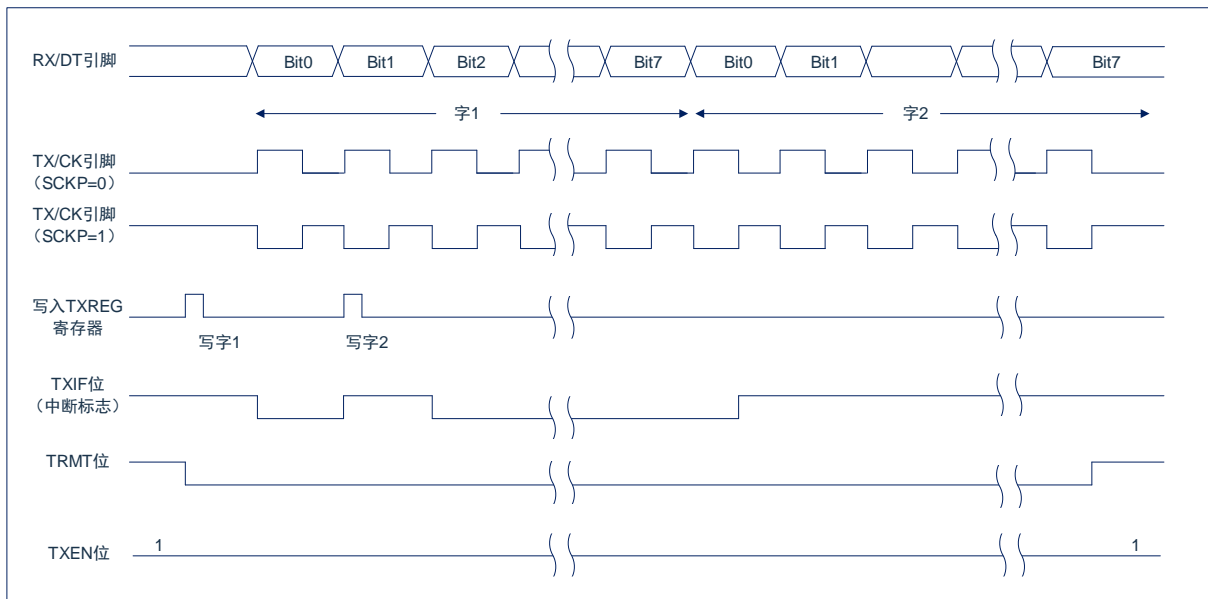 RX/DT引脚
Bit0
Bit1
Bit2
Bit7
Bit0
Bit1
Bit7
字1
字2
TX/CK引脚
（SCKP=0）
TX/CK引脚
（SCKP=1）
写入TXREG
寄存器
写字1
写字2
TXIF位
（中断标志）
TRMT位
TXEN位
1
1